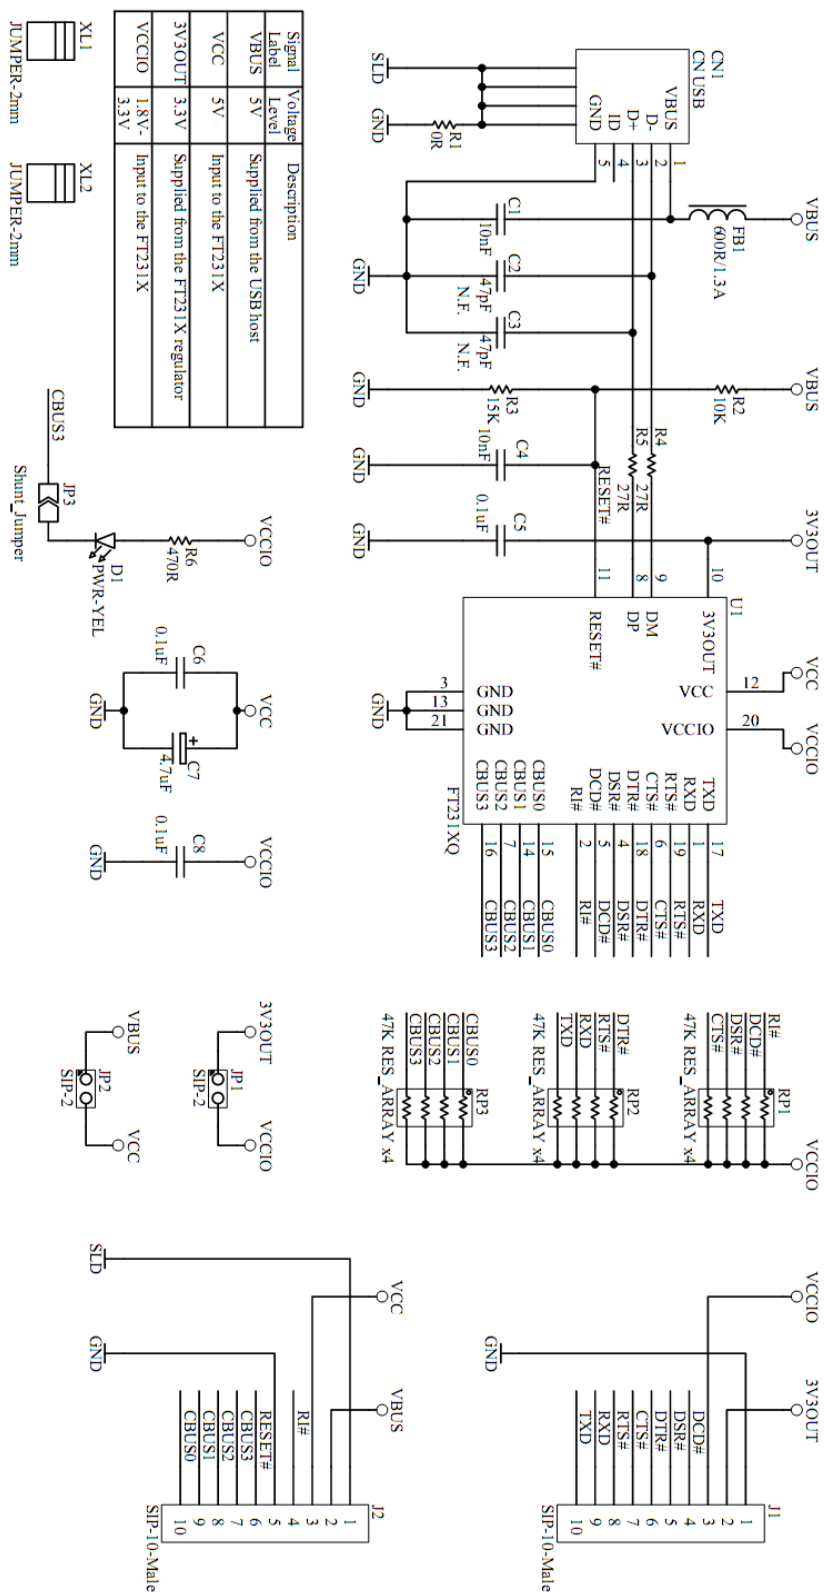 CN1
CN USB
VBUS
D-
D+
ID
GND
1
2
3
4
5
SLD
GND
R1
0R
VBUS
FB1
600R/1.3A
C1
10nF
C2
47pF
N.F.
C3
47pF
N.F.
GND
VBUS
R2
10K
R3
15K
GND
R4
27R
R5
27R
C4
10nF
GND
RESET#
3V3OUT
C5
0.1uF
GND
U1
10
9
8
11
3V3OUT
DM
DP
RESET#
VCC
12
VCC
VCCIO
20
VCCIO
3
GND
13
GND
21
GND
GND
TXD 17 TXD
RXD 1 RXD
RTS# 19 RTS#
CTS# 6 CTS#
DTR# 18 DTR#
DSR# 4 DSR#
DCD# 5 DCD#
RI# 2 RI#
CBUS0 15 CBUS0
CBUS1 14 CBUS1
CBUS2 7 CBUS2
CBUS3 16 CBUS3
FT231XQ
VCCIO
RP1
RI#
DCD#
DSR#
CTS#
47K RES_ARRAY x4
RP2
DTR#
RTS#
RXD
TXD
47K RES_ARRAY x4
RP3
CBUS0
CBUS1
CBUS2
CBUS3
47K RES_ARRAY x4
VCCIO
3V3OUT
GND
J1
1
2
3
DCD# 4
DSR# 5
DTR# 6
CTS# 7
RTS# 8
RXD 9
TXD 10
SIP-10-Male
Signal Label
Voltage Level
Description
VBUS 5V Supplied from the USB host
VCC 5V Input to the FT231X
3V3OUT 3.3V Supplied from the FT231X regulator
VCCIO 1.8V-3.3V Input to the FT231X
XL1
JUMPER-2mm
XL2
JUMPER-2mm
CBUS3
JP3
Shunt_Jumper
VCCIO
R6
470R
D1
PWR-YEL
VCC
C6
0.1uF
C7
4.7uF
+
GND
VCCIO
C8
0.1uF
GND
3V3OUT
JP1
SIP-2
VCCIO
VBUS
JP2
SIP-2
VCC
SLD
VCC
GND
VBUS
J2
1
2
3
RI# 4
5
RESET# 6
CBUS3 7
CBUS2 8
CBUS1 9
CBUS0 10
SIP-10-Male